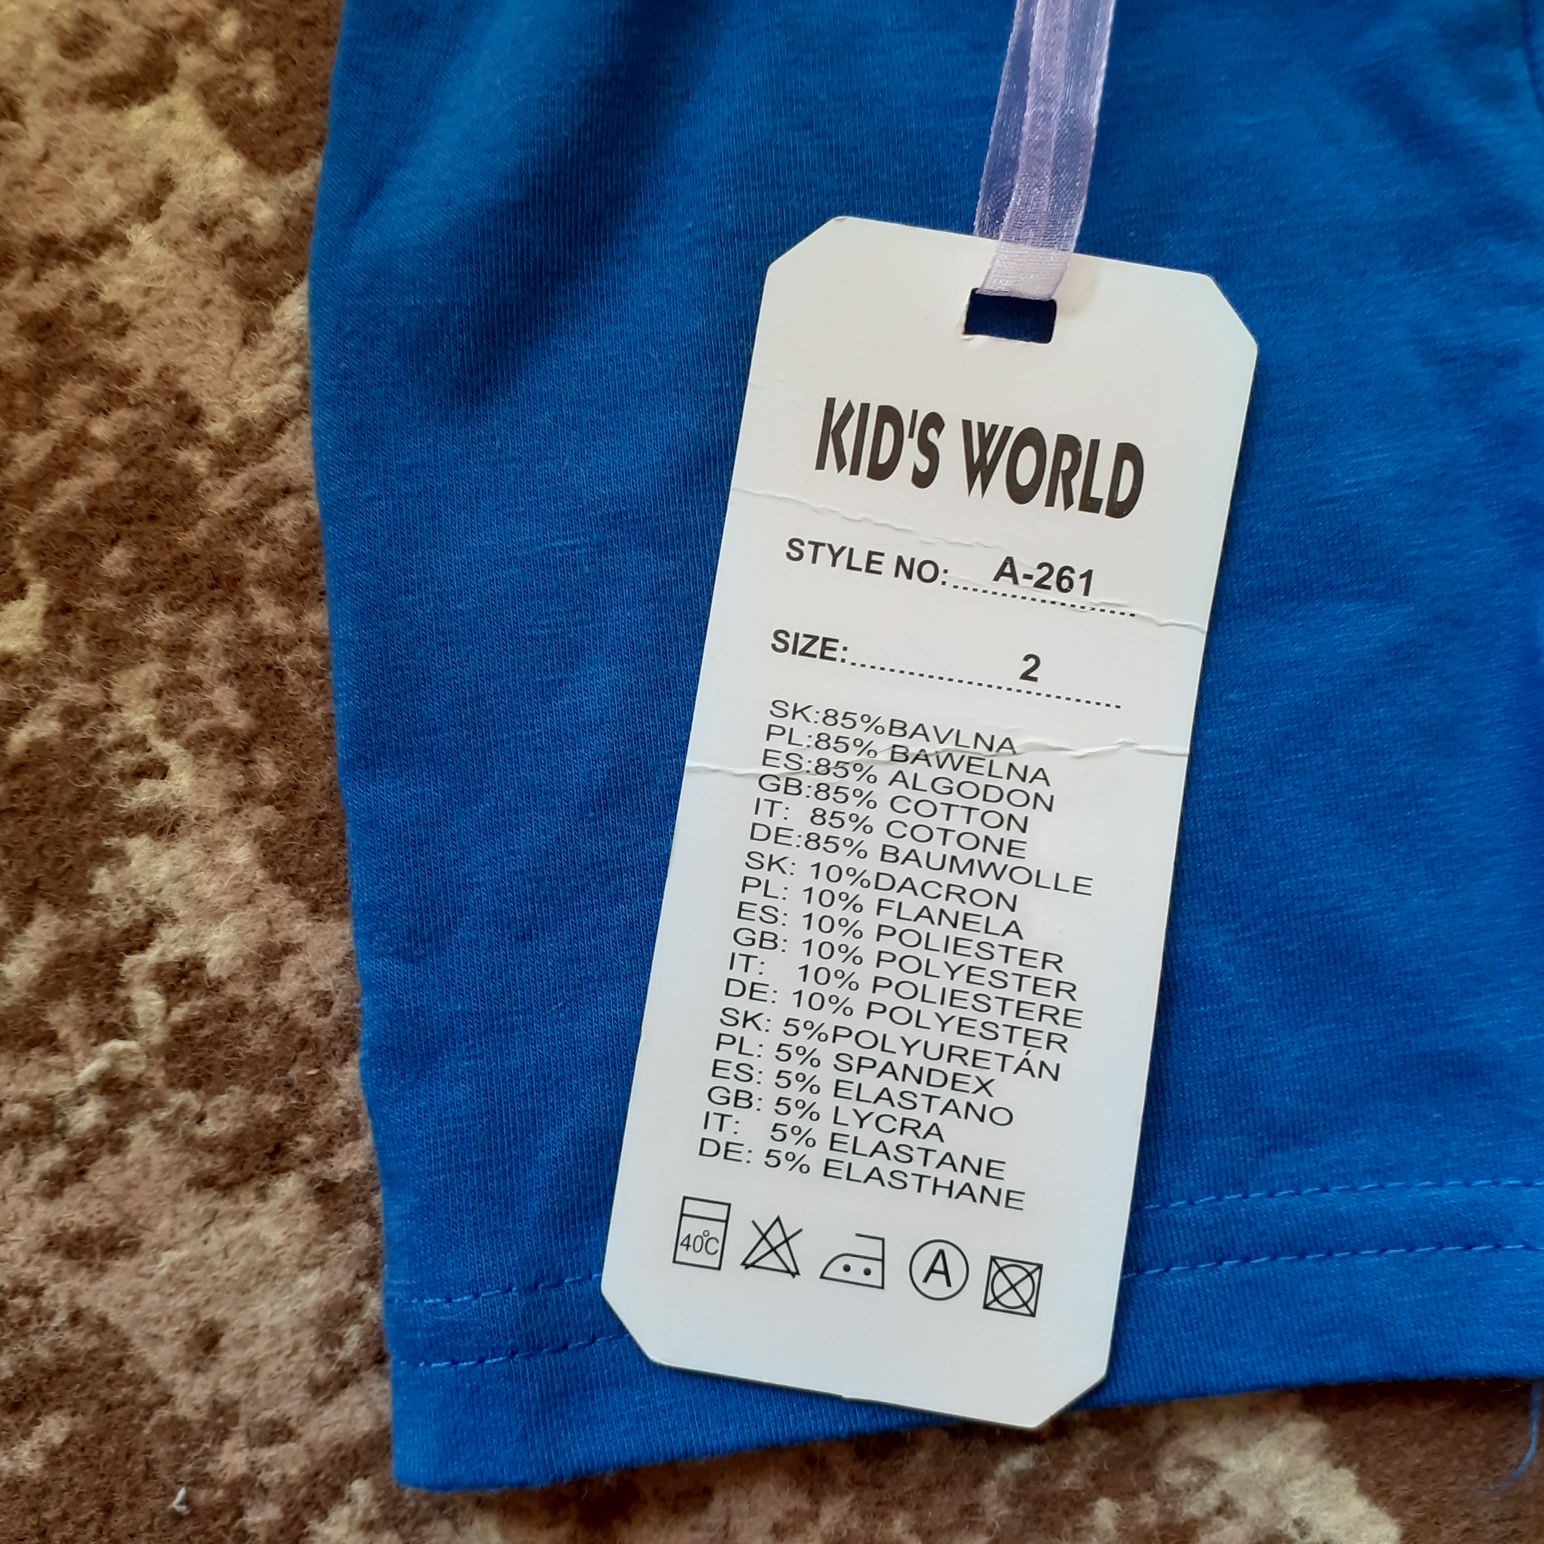 KID'S WORLD
STYLE NO: A-261
SIZE: 2
SK:85%BAVLNA
PL:85% BAWELNA
ES:85% ALGODON
GB:85% COTTON
IT: 85% COTONE
DE:85% BAUMWOLLE
SK: 10%DACRON
PL: 10% FLANELA
ES: 10% POLIESTER
GB: 10% POLYESTER
IT: 10% POLIESTERE
DE: 10% POLYESTER
SK: 5%POLYURETÁN
PL: 5% SPANDEX
ES: 5% ELASTANO
GB: 5% LYCRA
IT: 5% ELASTANE
DE: 5% ELASTHANE
40°C A